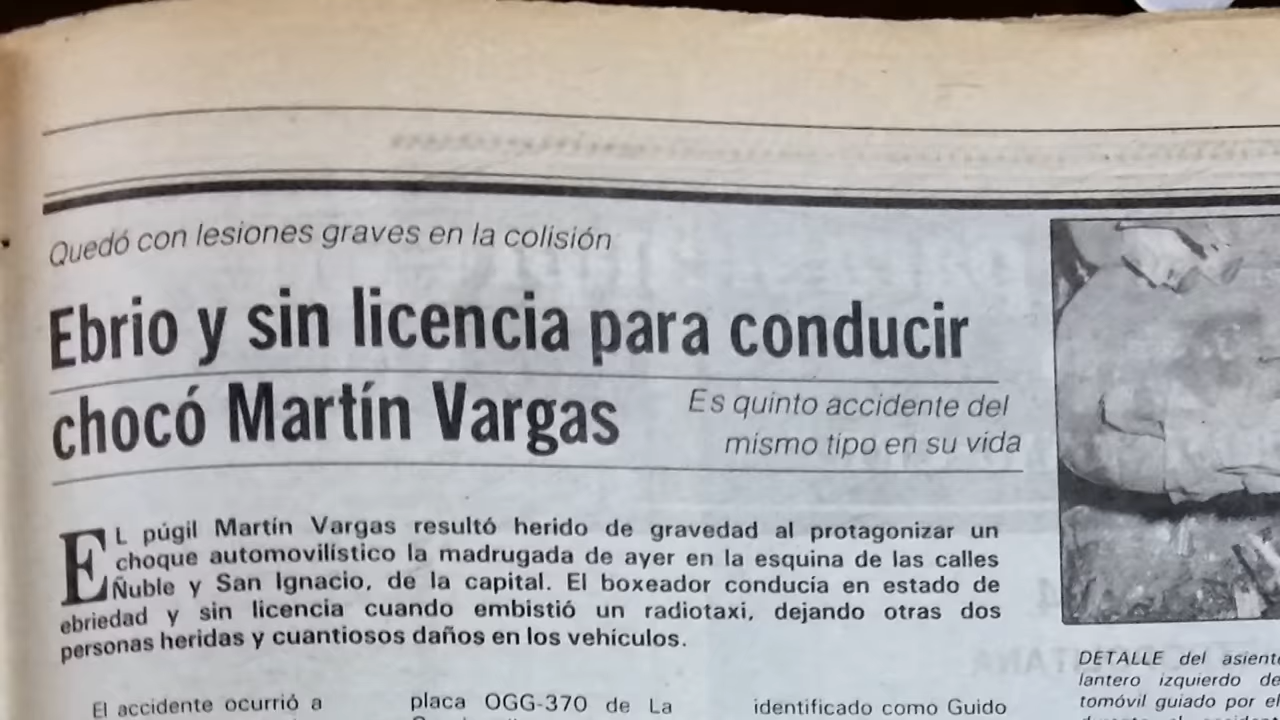 Quedó con lesiones graves en la colisión
Ebrio y sin licencia para conducir
chocó Martín Vargas
Es quinto accidente del
mismo tipo en su vida
EL púgil Martín Vargas resultó herido de gravedad al protagonizar un
choque automovilístico la madrugada de ayer en la esquina de las calles
Ñuble y San Ignacio, de la capital. El boxeador conducía en estado de
ebriedad y sin licencia cuando embistió un radiotaxi, dejando otras dos
personas heridas y cuantiosos daños en los vehículos.
El accidente ocurrió a
placa OGG-370 de La
identificado como Guido
DETALLE del asiento
lantero izquierdo de
tomóvil guiado por e